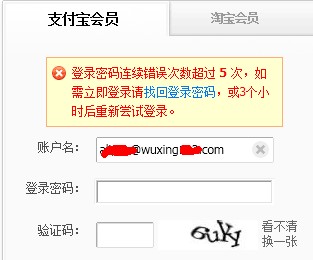 支付宝会员
淘宝会员
登录密码连续错误次数超过 5 次，如
需立即登录请找回登录密码，或3个小
时后重新尝试登录。
账户名：
@wuxing .com
登录密码：
验证码：
看不清
换一张